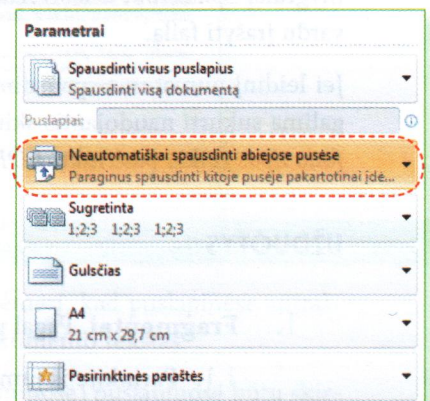 Parametrai
Spausdinti visus puslapius
Spausdinti visą dokumentą
Puslapiai:
Neautomatiškai spausdinti abiejose pusėse
Paraginus spausdinti kitoje pusėje pakartotinai įde...
Sugretinta
1;2;3 1;2;3 1;2;3
Gulsčias
A4
21 cm x 29,7 cm
Pasirinktinės paraštės